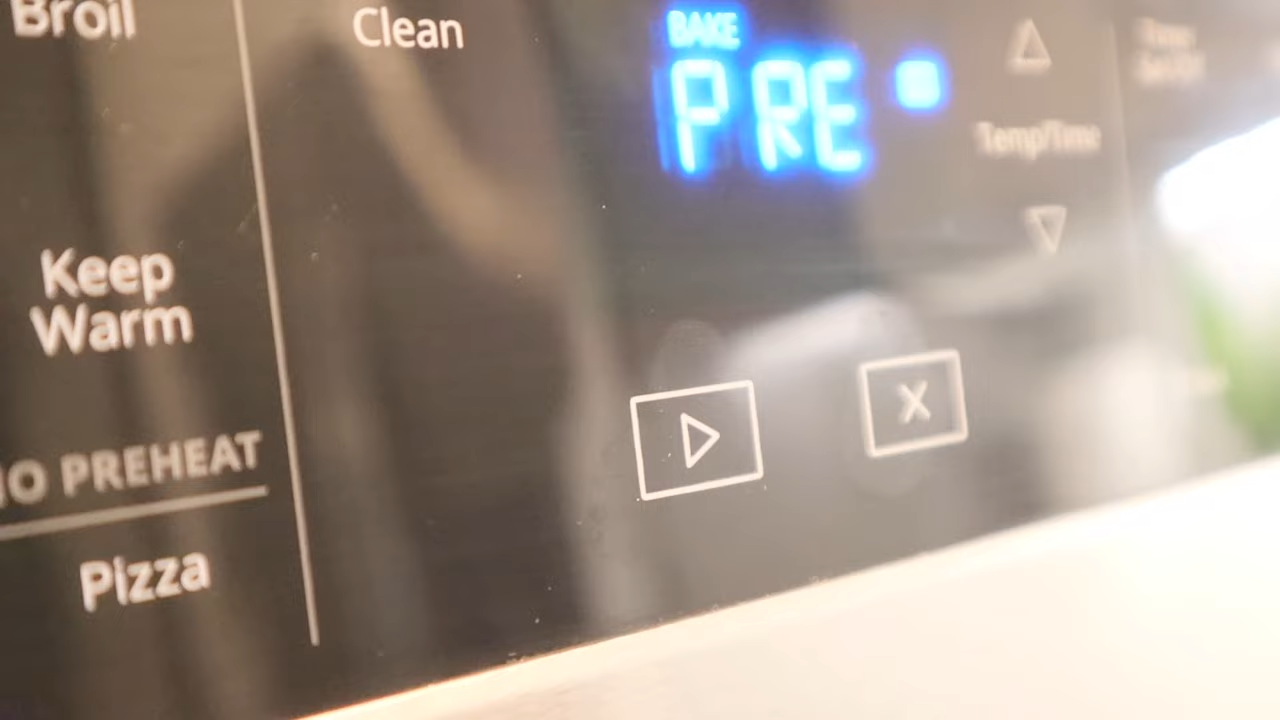 Broil
Clean
BAKE
PRE
Temp/Time
Keep
Warm
NO PREHEAT
Pizza
X